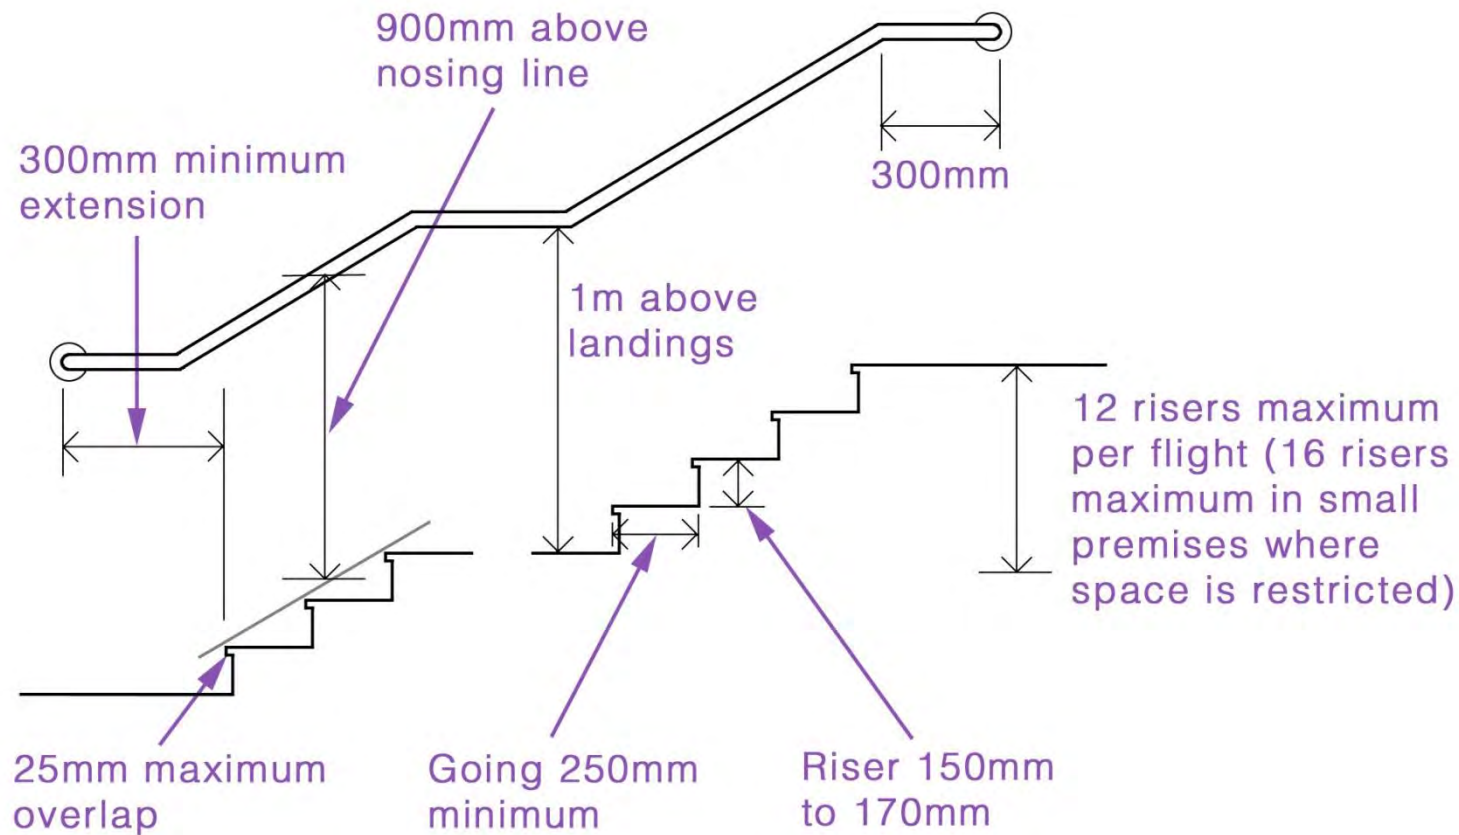 900mm above
nosing line
300mm minimum
extension
300mm
1m above
landings
12 risers maximum
per flight (16 risers
maximum in small
premises where
space is restricted)
25mm maximum
overlap
Going 250mm
minimum
Riser 150mm
to 170mm